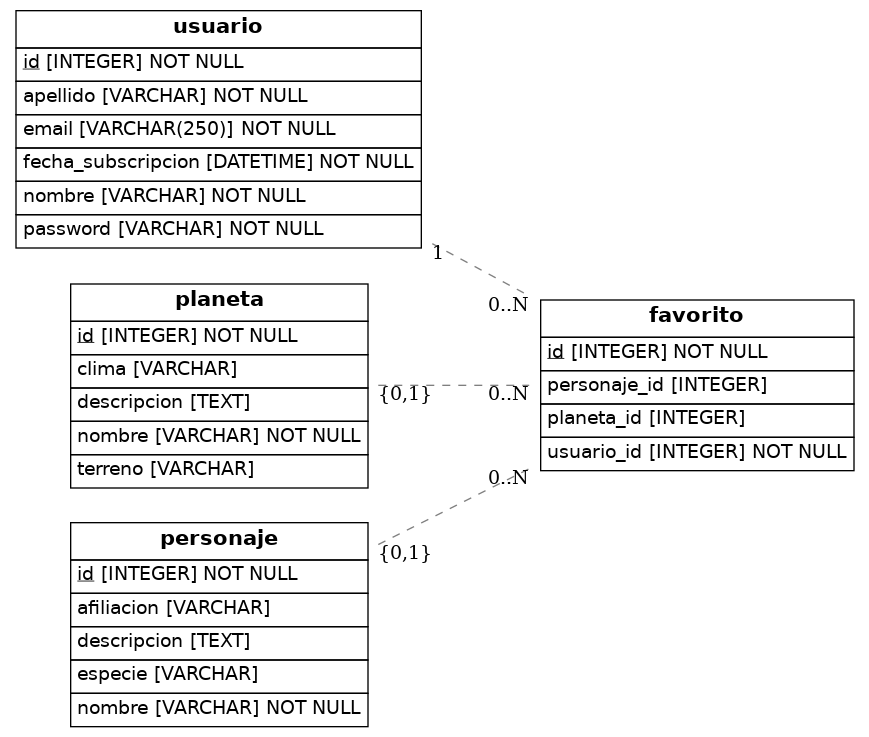 usuario
id [INTEGER] NOT NULL
apellido [VARCHAR] NOT NULL
email [VARCHAR(250)] NOT NULL
fecha_subscripcion [DATETIME] NOT NULL
nombre [VARCHAR] NOT NULL
password [VARCHAR] NOT NULL
1
0..N
planeta
id [INTEGER] NOT NULL
clima [VARCHAR]
descripcion [TEXT]
nombre [VARCHAR] NOT NULL
terreno [VARCHAR]
{0,1}
0..N
favorito
id [INTEGER] NOT NULL
personaje_id [INTEGER]
planeta_id [INTEGER]
usuario_id [INTEGER] NOT NULL
0..N
{0,1}
personaje
id [INTEGER] NOT NULL
afiliacion [VARCHAR]
descripcion [TEXT]
especie [VARCHAR]
nombre [VARCHAR] NOT NULL